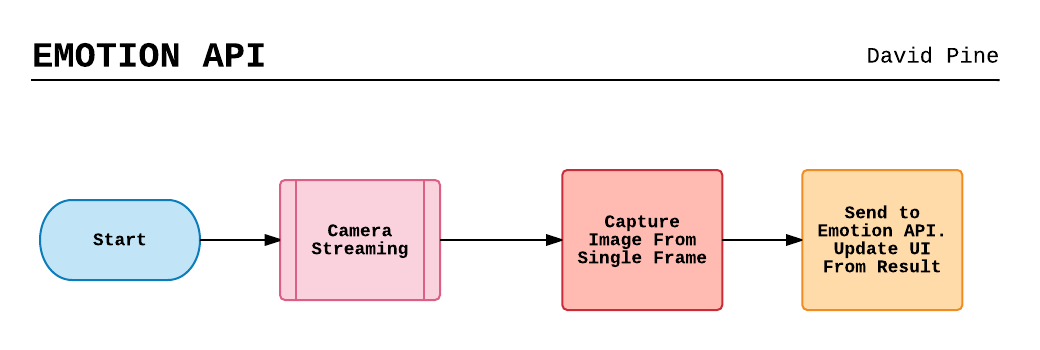 EMOTION API
David Pine
Start
Camera
Streaming
Capture
Image From
Single Frame
Send to
Emotion API.
Update UI
From Result